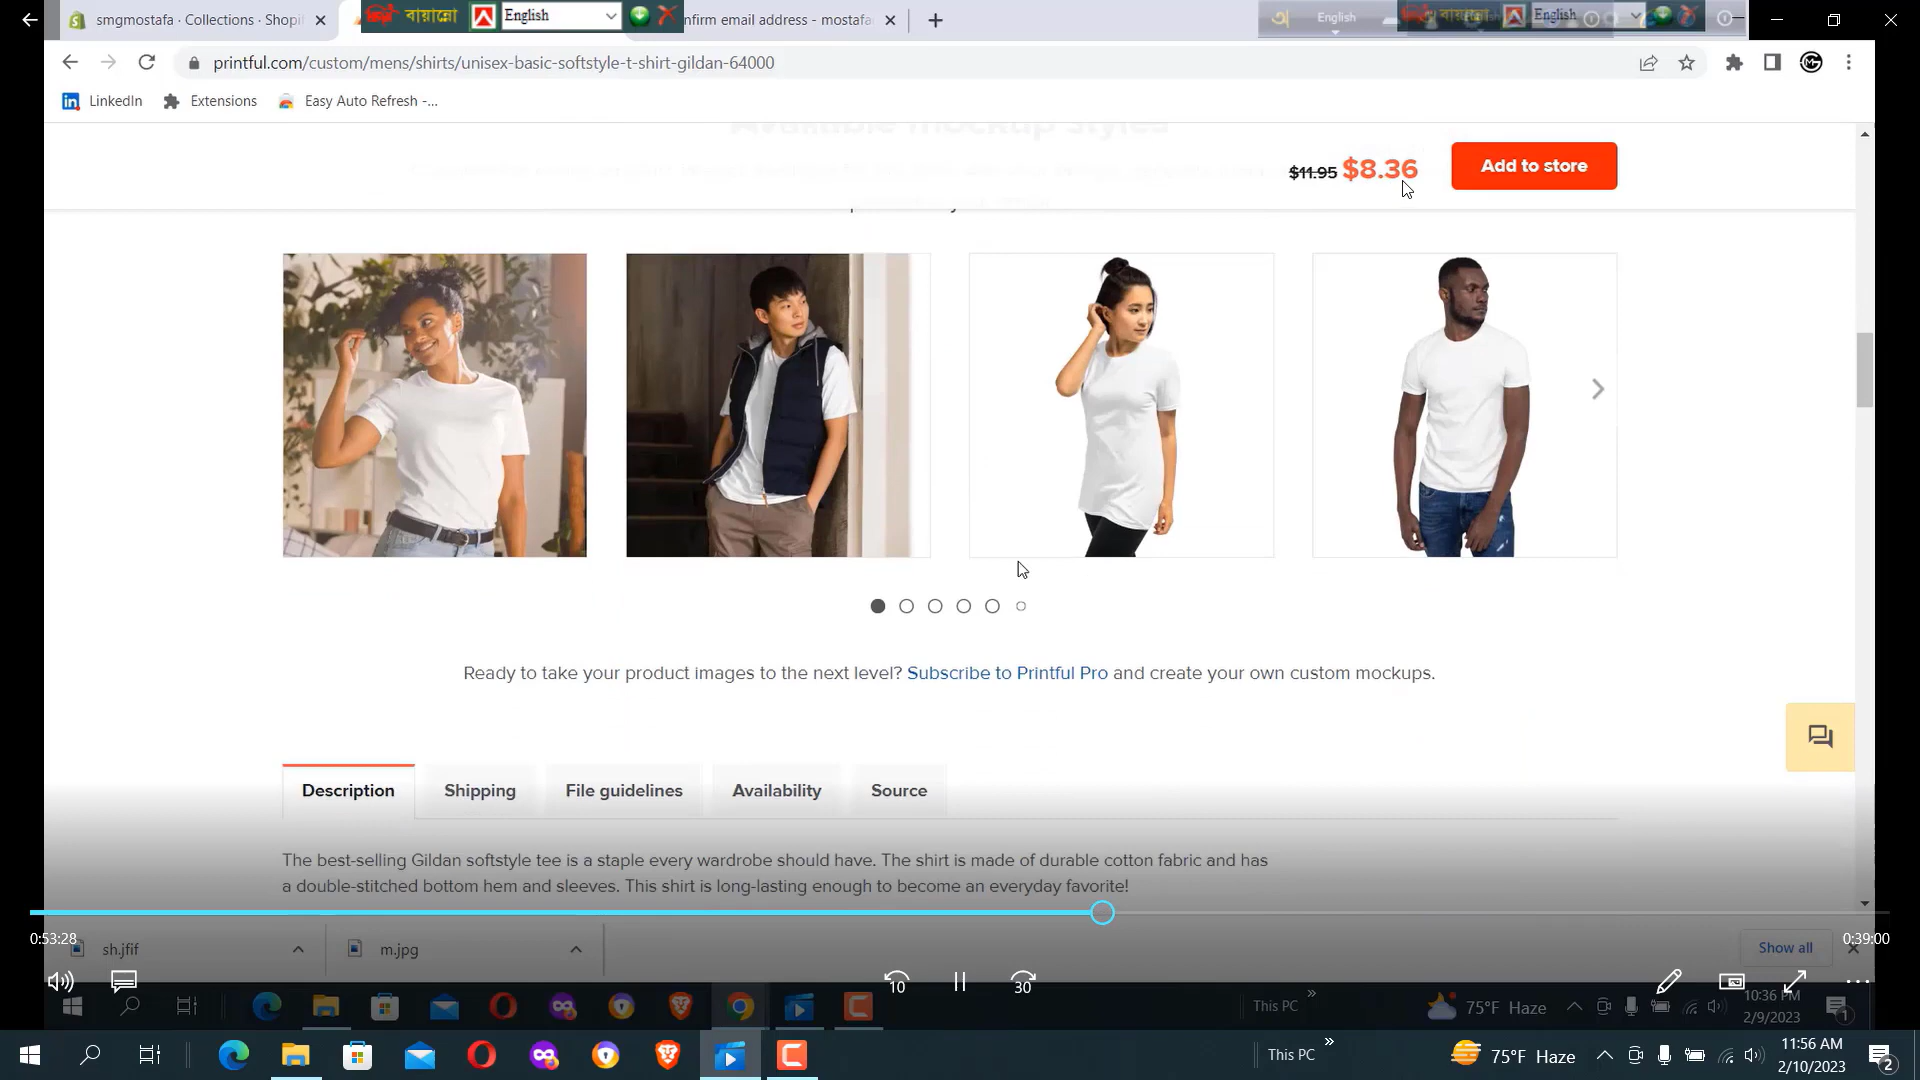 smgmostafa · Collections · Shopi
বায়ান্নো
English
nfirm email address - mostafa
English
English
printful.com/custom/mens/shirts/unisex-basic-softstyle-t-shirt-gildan-64000
LinkedIn
Extensions
Easy Auto Refresh -...
Available mockup styles
$11.95 $8.36
Add to store
Ready to take your product images to the next level? Subscribe to Printful Pro and create your own custom mockups.
Description
Shipping
File guidelines
Availability
Source
The best-selling Gildan softstyle tee is a staple every wardrobe should have. The shirt is made of durable cotton fabric and has
a double-stitched bottom hem and sleeves. This shirt is long-lasting enough to become an everyday favorite!
0:53:28
0:39:00
sh.jfif
m.jpg
Show all
10
30
This PC
75°F Haze
10:36 PM
2/9/2023
1
This PC
75°F Haze
11:56 AM
2/10/2023
2